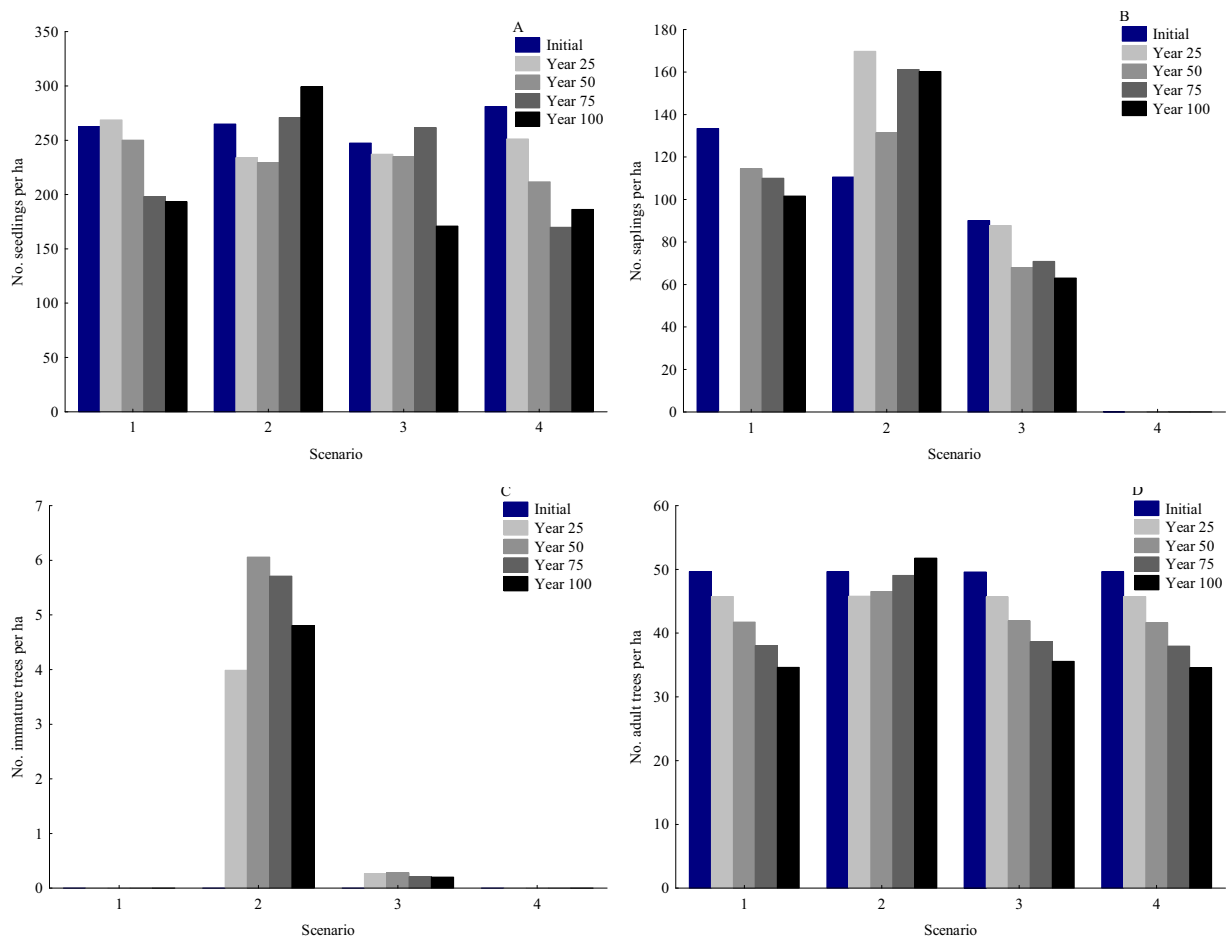 A
Initial
Year 25
Year 50
Year 75
Year 100
350
300
250
200
150
100
50
0
No. seedlings per ha
1 2 3 4
Scenario
B
Initial
Year 25
Year 50
Year 75
Year 100
180
160
140
120
100
80
60
40
20
0
No. saplings per ha
1 2 3 4
Scenario
C
Initial
Year 25
Year 50
Year 75
Year 100
7
6
5
4
3
2
1
0
No. immature trees per ha
1 2 3 4
Scenario
D
Initial
Year 25
Year 50
Year 75
Year 100
60
50
40
30
20
10
0
No. adult trees per ha
1 2 3 4
Scenario